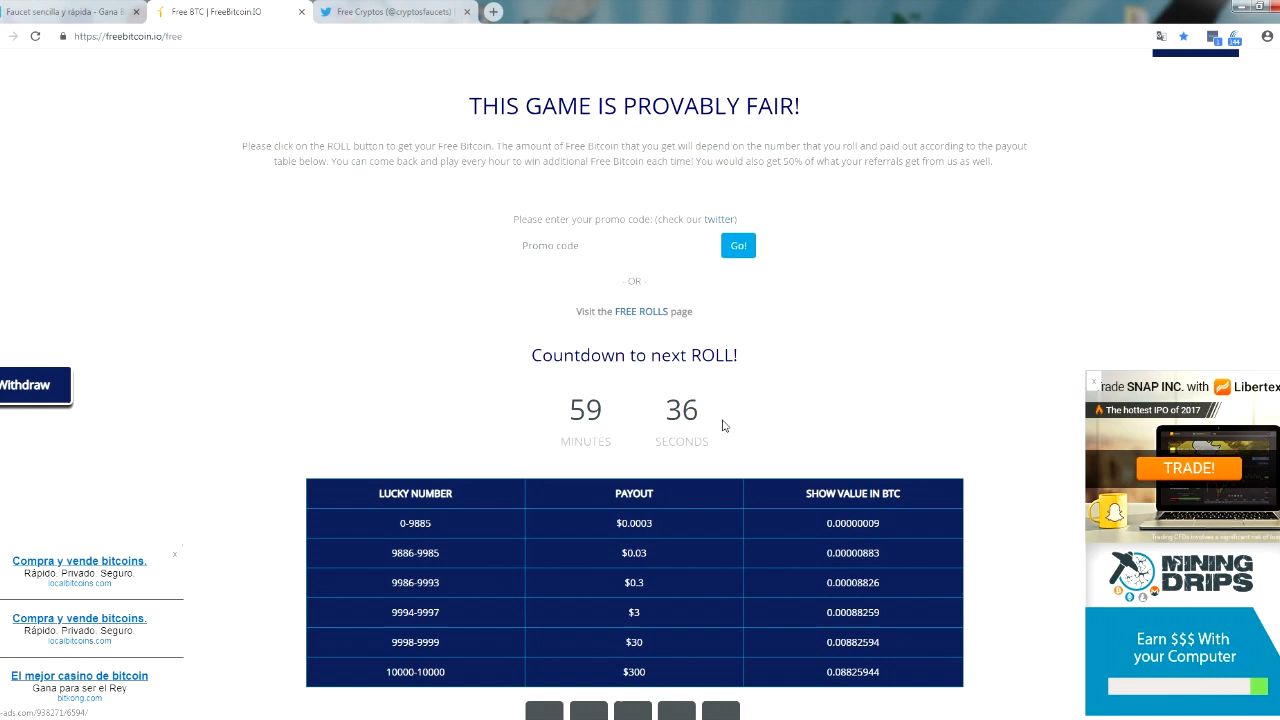 Faucet sencilla y rápida - Gana B
Free BTC | FreeBitcoin.IO
Free Cryptos (@cryptosfaucets) |
https://freebitcoin.io/free
1
144
THIS GAME IS PROVABLY FAIR!
Please click on the ROLL button to get your Free Bitcoin. The amount of Free Bitcoin that you get will depend on the number that you roll and paid out according to the payout
table below. You can come back and play every hour to win additional Free Bitcoin each time! You would also get 50% of what your referrals get from us as well.
Please enter your promo code: (check our twitter)
Promo code
Go!
- OR -
Visit the FREE ROLLS page
Countdown to next ROLL!
59 36
MINUTES SECONDS
Withdraw
LUCKY NUMBER PAYOUT SHOW VALUE IN BTC
0-9885 $0.0003 0.00000009
9886-9985 $0.03 0.00000883
9986-9993 $0.3 0.00008826
9994-9997 $3 0.00088259
9998-9999 $30 0.00882594
10000-10000 $300 0.08825944
x
Compra y vende bitcoins.
Rápido. Privado. Seguro.
localbitcoins.com
Compra y vende bitcoins.
Rápido. Privado. Seguro.
localbitcoins.com
El mejor casino de bitcoin
Gana para ser el Rey
bitkong.com
-ads.com/938271/6594/
x
rade SNAP INC. with Libertex
The hottest IPO of 2017
TRADE!
Trading CFDs involves a significant risk of
MINING
DRIPS
Earn $$$ With
your Computer